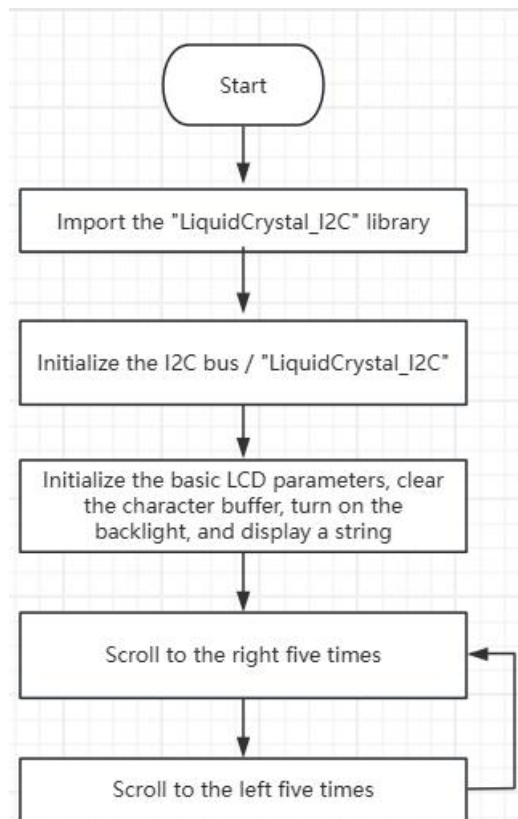 Start
Import the "LiquidCrystal_I2C" library
Initialize the I2C bus / "LiquidCrystal_I2C"
Initialize the basic LCD parameters, clear
the character buffer, turn on the
backlight, and display a string
Scroll to the right five times
Scroll to the left five times